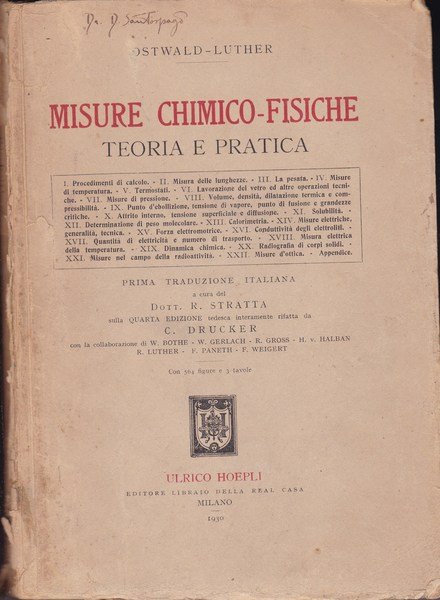 Dr. D. Santorpago
OSTWALD-LUTHER
MISURE CHIMICO-FISICHE
TEORIA E PRATICA
I. Procedimenti di calcolo. - II. Misura delle lunghezze. - III. La pesata. - IV. Misure
di temperatura. - V. Termostati. - VI. Lavorazione del vetro ed altre operazioni tecni-
che. - VII. Misure di pressione. - VIII. Volume, densità, dilatazione termica e com-
pressibilità. - IX. Punto d'ebollizione, tensione di vapore, punto di fusione e grandezze
critiche. - X. Attrito interno, tensione superficiale e diffusione. - XI. Solubilità. -
XII. Determinazione di peso molecolare. - XIII. Calorimetria. - XIV. Misure elettriche,
generalità, tecnica. - XV. Forza elettromotrice. - XVI. Conduttività degli elettroliti. -
XVII. Quantità di elettricità e numero di trasporto. - XVIII. Misura elettrica
della temperatura. - XIX. Dinamica chimica. - XX. Radiografia di corpi solidi. -
XXI. Misure nel campo della radioattività. - XXII. Misure d'ottica. - Appendice.
PRIMA TRADUZIONE ITALIANA
a cura del
DOTT. R. STRATTA
sulla QUARTA EDIZIONE tedesca interamente rifatta da
C. DRUCKER
con la collaborazione di W. BOTHE - W. GERLACH - R. GROSS - H. v. HALBAN
R. LUTHER - F. PANETH - F. WEIGERT
Con 564 figure e 3 tavole
ULRICO HOEPLI
EDITORE LIBRAIO DELLA REAL CASA
MILANO
1930